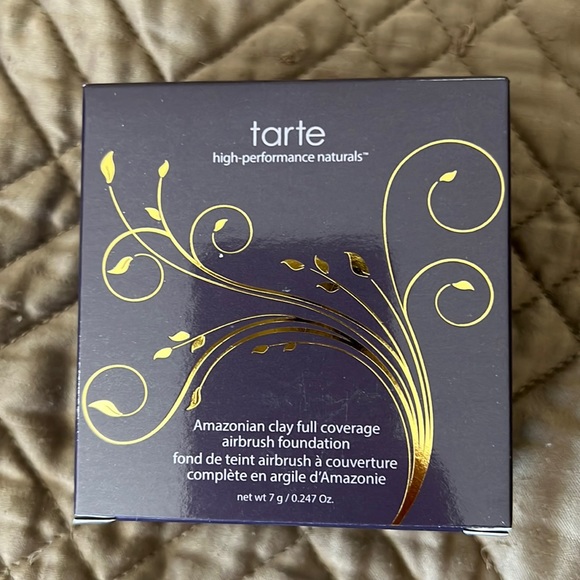 tarte
high-performance naturals™
Amazonian clay full coverage
airbrush foundation
fond de teint airbrush à couverture
complète en argile d'Amazonie
net wt 7 g / 0.247 Oz.